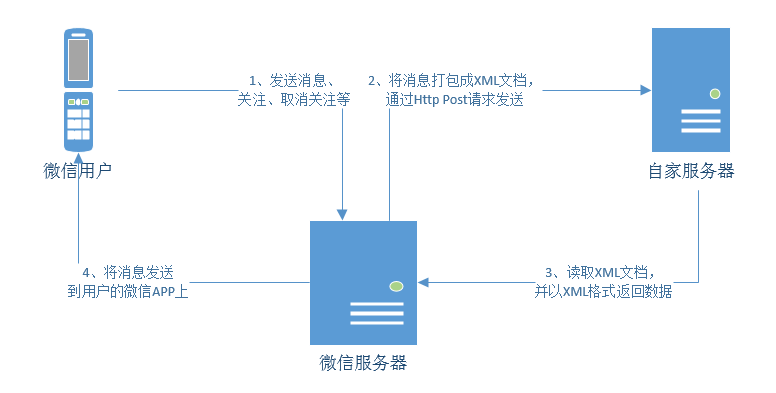 1、发送消息、
关注、取消关注等
2、将消息打包成XML文档，
通过Http Post请求发送
微信用户
自家服务器
4、将消息发送
到用户的微信APP上
3、读取XML文档，
并以XML格式返回数据
微信服务器